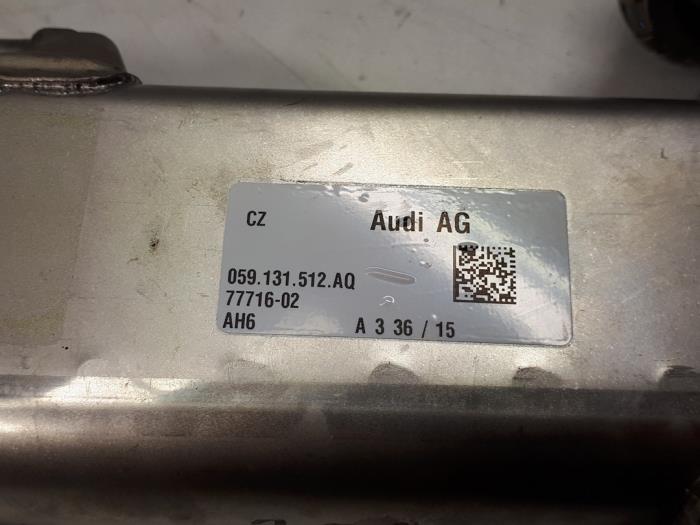 CZ Audi AG
059.131.512.AQ
77716-02
AH6 A 3 36 / 15